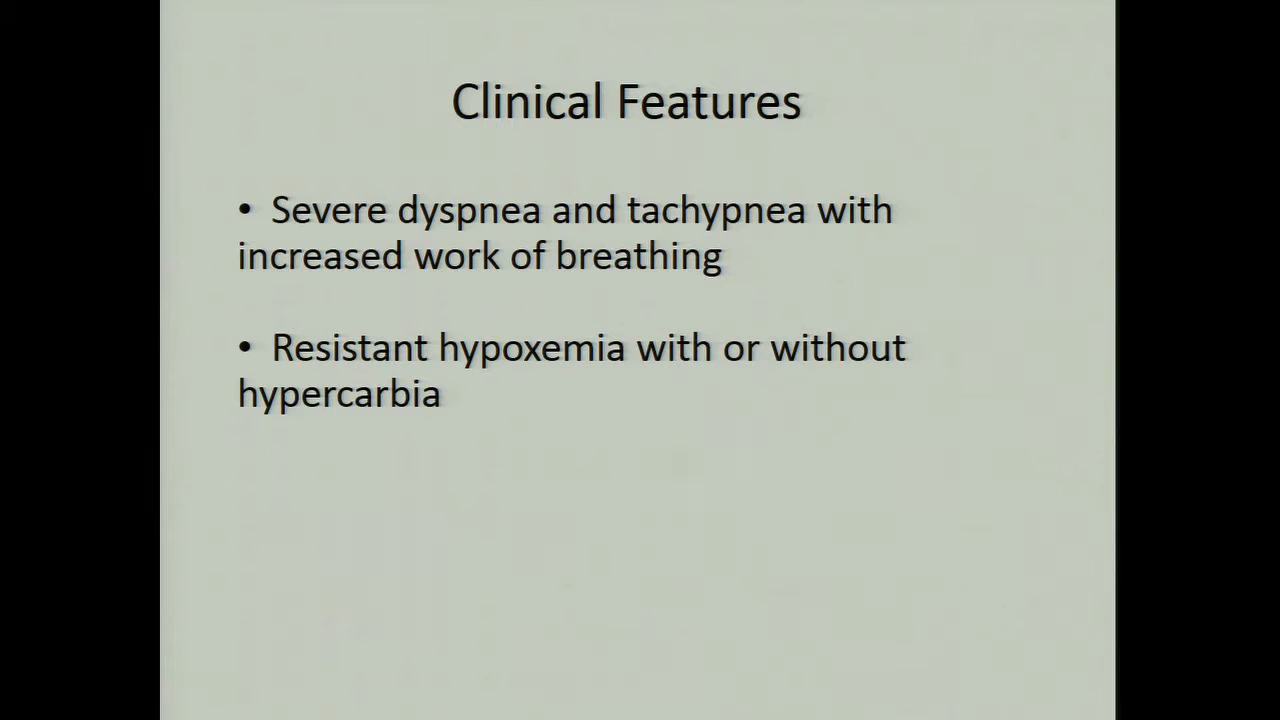 Clinical Features
• Severe dyspnea and tachypnea with
increased work of breathing
• Resistant hypoxemia with or without
hypercarbia